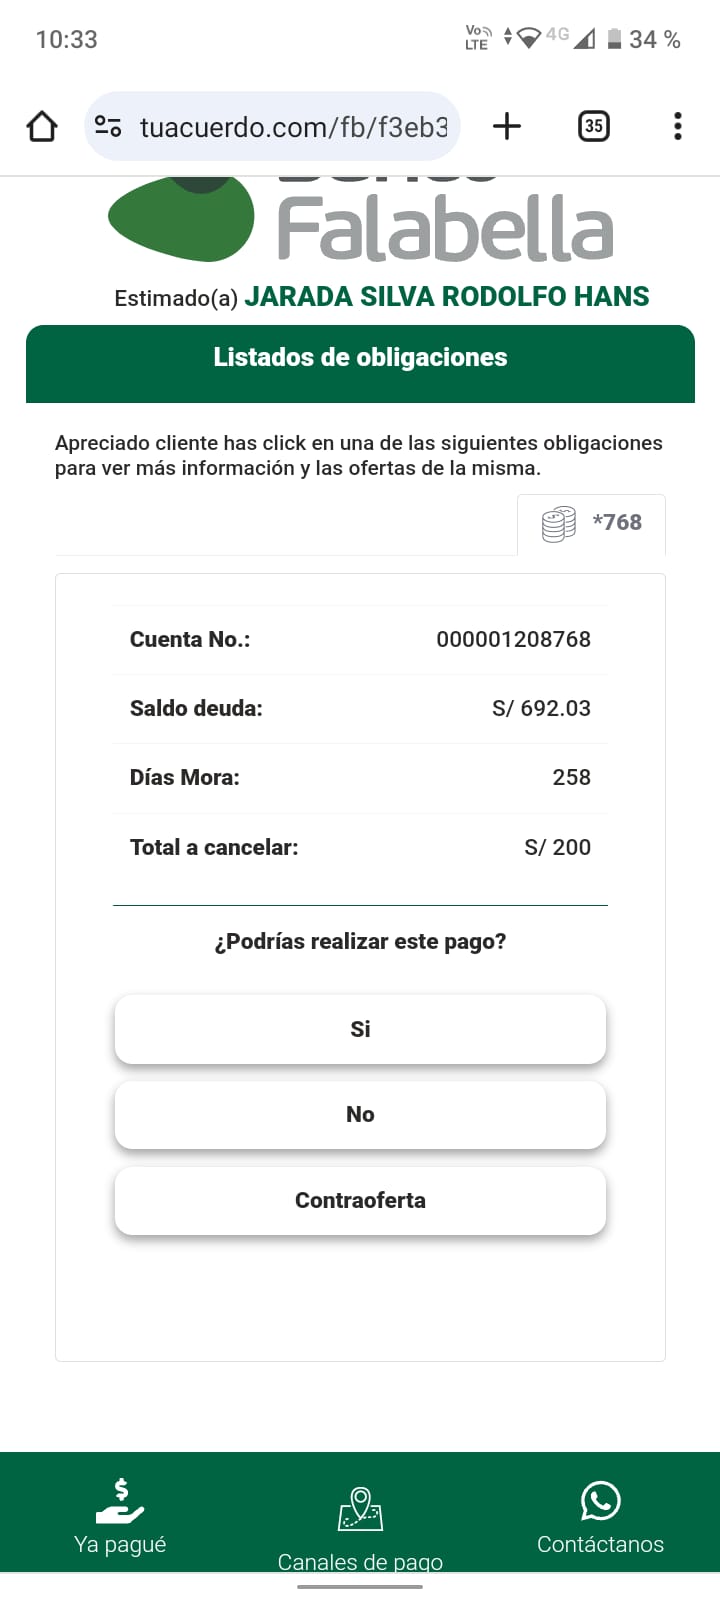 10:33
Vo LTE 4G 34 %
tuacuerdo.com/fb/f3eb3
35
Falabella
Estimado(a) JARADA SILVA RODOLFO HANS
Listados de obligaciones
Apreciado cliente has click en una de las siguientes obligaciones
para ver más información y las ofertas de la misma.
*768
Cuenta No.: 000001208768
Saldo deuda: S/ 692.03
Días Mora: 258
Total a cancelar: S/ 200
¿Podrías realizar este pago?
Si
No
Contraoferta
Ya pagué
Canales de pago
Contáctanos